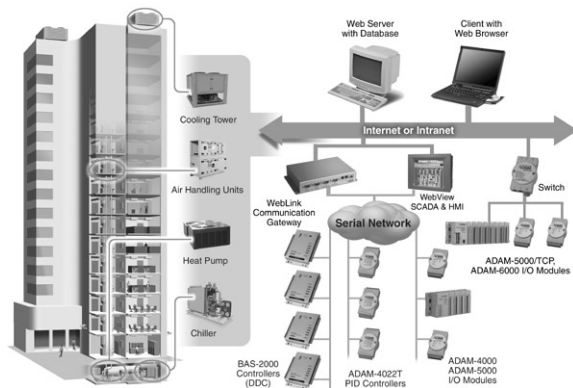 Web Server
with Database
Client with
Web Browser
Cooling Tower
Internet or Intranet
Air Handling Units
WebLink
Communication
Gateway
WebView
SCADA & HMI
Switch
Serial Network
Heat Pump
ADAM-5000/TCP,
ADAM-6000 I/O Modules
Chiller
BAS-2000
Controllers
(DDC)
ADAM-4022T
PID Controllers
ADAM-4000
ADAM-5000
I/O Modules